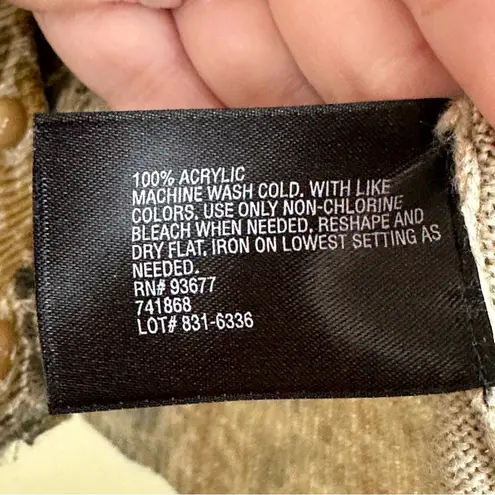 100% ACRYLIC
MACHINE WASH COLD. WITH LIKE
COLORS. USE ONLY NON-CHLORINE
BLEACH WHEN NEEDED, RESHAPE AND
DRY FLAT, IRON ON LOWEST SETTING AS
NEEDED.
RN# 93677
741868
LOT# 831-6336